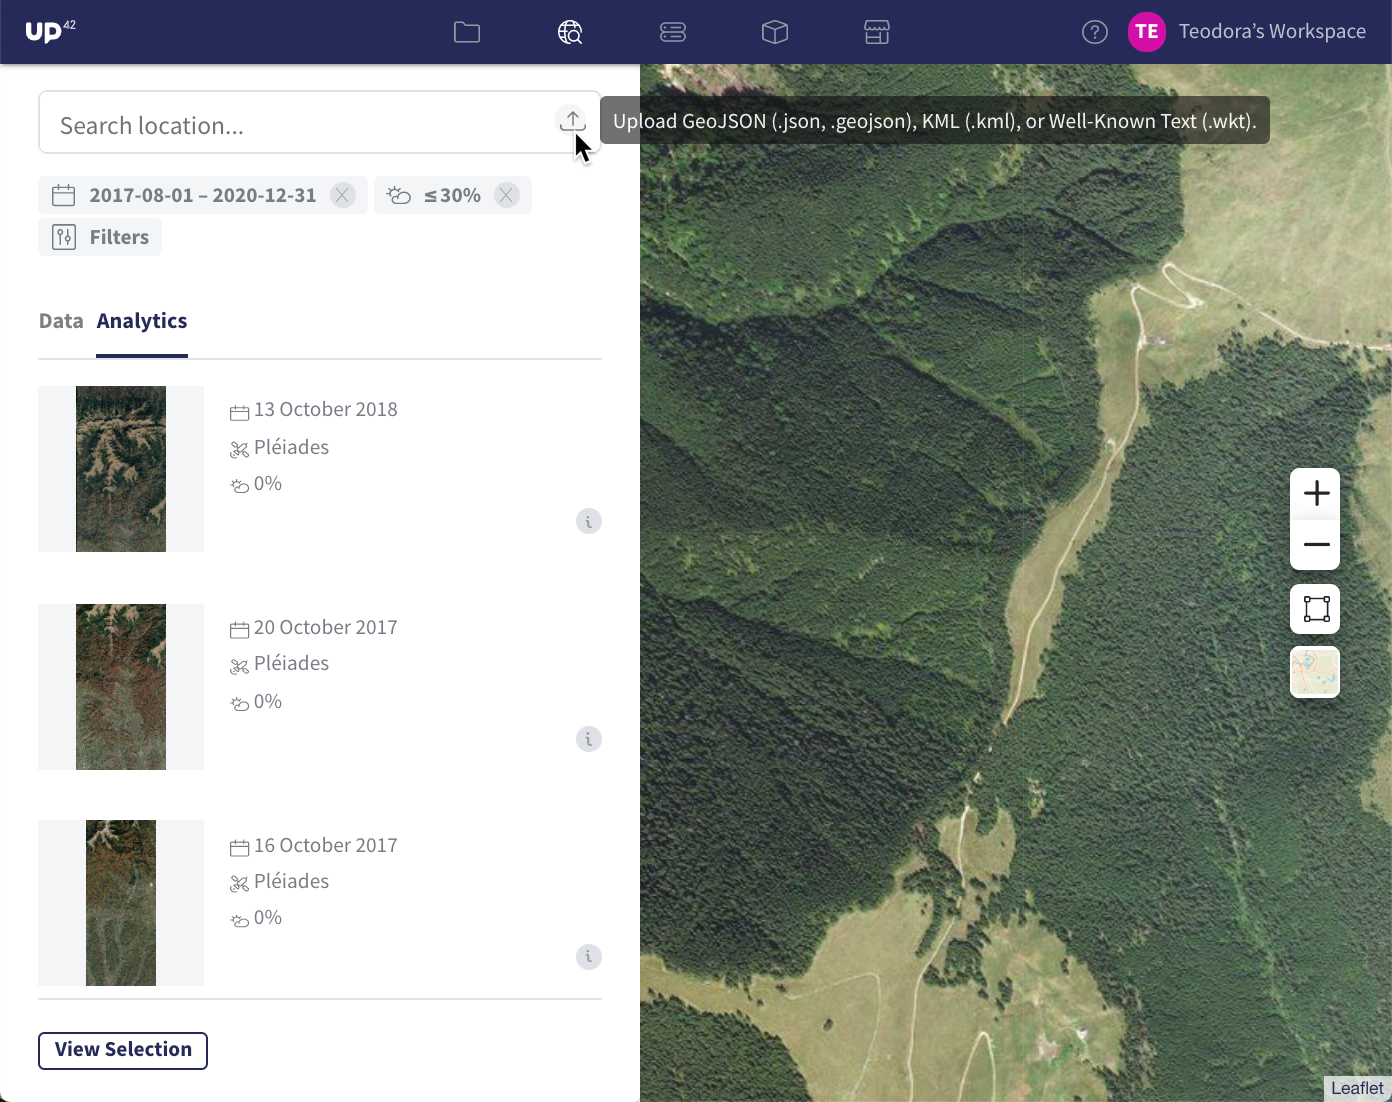 UP42
TE
Teodora’s Workspace
Search location...
Upload GeoJSON (.json, .geojson), KML (.kml), or Well-Known Text (.wkt).
2017-08-01 – 2020-12-31
≤ 30%
Filters
Data
Analytics
13 October 2018
Pléiades
0%
20 October 2017
Pléiades
0%
16 October 2017
Pléiades
0%
View Selection
Leaflet